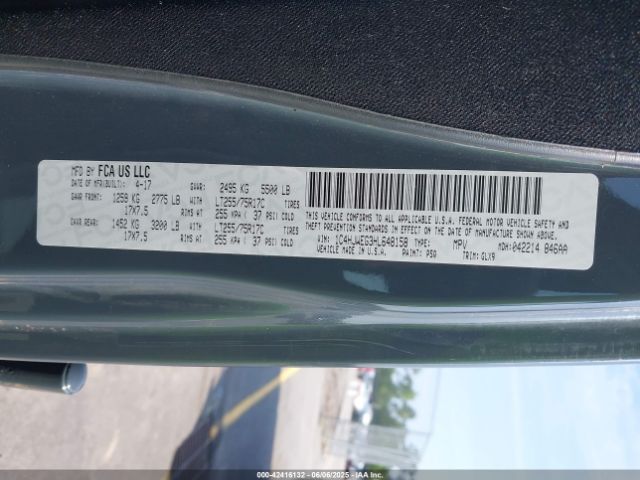 MFD BY FCA US LLC
DATE OF MFR(BUILT): 4-17 GVWR: 2495 KG 5500 LB
GAWR FRONT: 1259 KG 2775 LB WITH LT255/75R17C TIRES
17X7.5 RIMS AT 255 KPA ( 37 PSI) COLD
GAWR REAR: 1452 KG 3200 LB WITH LT255/75R17C TIRES
17X7.5 RIMS AT 255 KPA ( 37 PSI) COLD
THIS VEHICLE CONFORMS TO ALL APPLICABLE U.S.A. FEDERAL MOTOR VEHICLE SAFETY AND
THEFT PREVENTION STANDARDS IN EFFECT ON THE DATE OF MANUFACTURE SHOWN ABOVE.
VIN: 1C4HJWEG3HL648158 TYPE: MPV MDH: 042214 846AA
VEHICLE MADE IN U.S.A. PAINT: PSQ TRIM: GLX9
000-42416132 - 06/06/2025 - IAAI.COM